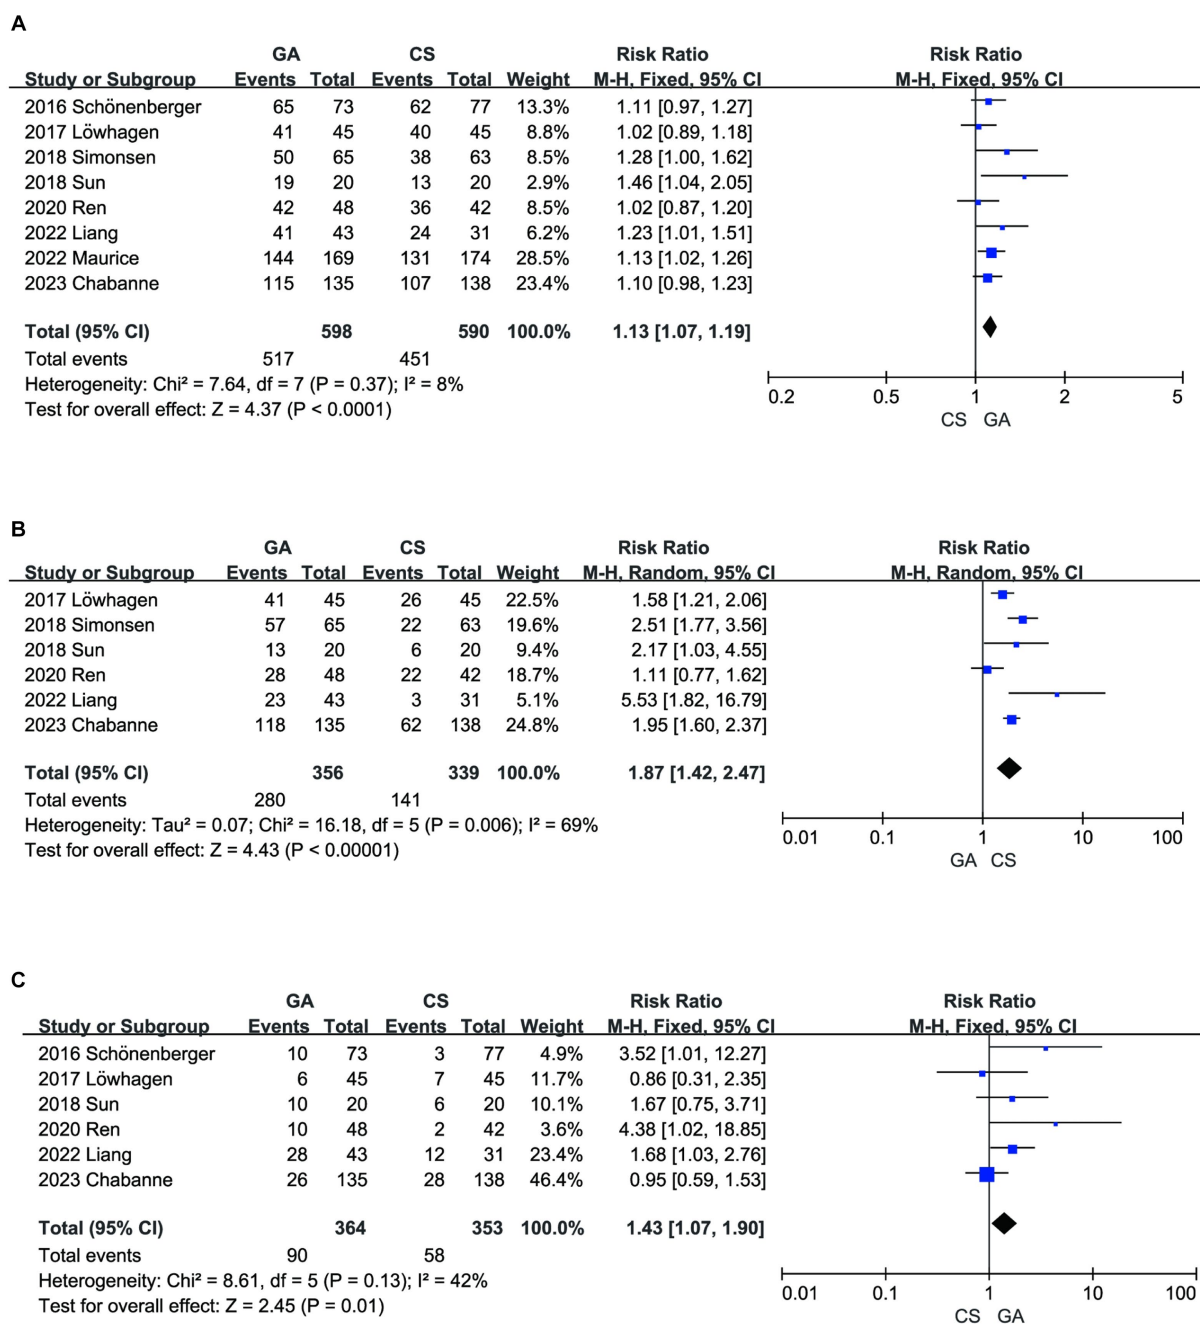 A
GA CS Risk Ratio Risk Ratio
Study or Subgroup Events Total Events Total Weight M-H, Fixed, 95% CI M-H, Fixed, 95% CI
2016 Schönenberger 65 73 62 77 13.3% 1.11 [0.97, 1.27]
2017 Löwhagen 41 45 40 45 8.8% 1.02 [0.89, 1.18]
2018 Simonsen 50 65 38 63 8.5% 1.28 [1.00, 1.62]
2018 Sun 19 20 13 20 2.9% 1.46 [1.04, 2.05]
2020 Ren 42 48 36 42 8.5% 1.02 [0.87, 1.20]
2022 Liang 41 43 24 31 6.2% 1.23 [1.01, 1.51]
2022 Maurice 144 169 131 174 28.5% 1.13 [1.02, 1.26]
2023 Chabanne 115 135 107 138 23.4% 1.10 [0.98, 1.23]
Total (95% CI) 598 590 100.0% 1.13 [1.07, 1.19]
Total events 517 451
Heterogeneity: Chi² = 7.64, df = 7 (P = 0.37); I² = 8%
Test for overall effect: Z = 4.37 (P < 0.0001)
0.2 0.5 1 2 5
CS GA
B
GA CS Risk Ratio Risk Ratio
Study or Subgroup Events Total Events Total Weight M-H, Random, 95% CI M-H, Random, 95% CI
2017 Löwhagen 41 45 26 45 22.5% 1.58 [1.21, 2.06]
2018 Simonsen 57 65 22 63 19.6% 2.51 [1.77, 3.56]
2018 Sun 13 20 6 20 9.4% 2.17 [1.03, 4.55]
2020 Ren 28 48 22 42 18.7% 1.11 [0.77, 1.62]
2022 Liang 23 43 3 31 5.1% 5.53 [1.82, 16.79]
2023 Chabanne 118 135 62 138 24.8% 1.95 [1.60, 2.37]
Total (95% CI) 356 339 100.0% 1.87 [1.42, 2.47]
Total events 280 141
Heterogeneity: Tau² = 0.07; Chi² = 16.18, df = 5 (P = 0.006); I² = 69%
Test for overall effect: Z = 4.43 (P < 0.00001)
0.01 0.1 1 10 100
GA CS
C
GA CS Risk Ratio Risk Ratio
Study or Subgroup Events Total Events Total Weight M-H, Fixed, 95% CI M-H, Fixed, 95% CI
2016 Schönenberger 10 73 3 77 4.9% 3.52 [1.01, 12.27]
2017 Löwhagen 6 45 7 45 11.7% 0.86 [0.31, 2.35]
2018 Sun 10 20 6 20 10.1% 1.67 [0.75, 3.71]
2020 Ren 10 48 2 42 3.6% 4.38 [1.02, 18.85]
2022 Liang 28 43 12 31 23.4% 1.68 [1.03, 2.76]
2023 Chabanne 26 135 28 138 46.4% 0.95 [0.59, 1.53]
Total (95% CI) 364 353 100.0% 1.43 [1.07, 1.90]
Total events 90 58
Heterogeneity: Chi² = 8.61, df = 5 (P = 0.13); I² = 42%
Test for overall effect: Z = 2.45 (P = 0.01)
0.01 0.1 1 10 100
CS GA